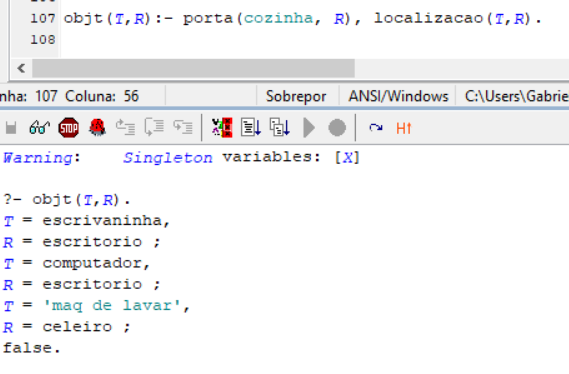 107 objt(T,R):- porta(cozinha, R), localizacao(T,R).
108
nha: 107 Coluna: 56 Sobrepor ANSI/Windows C:\Users\Gabrie
STOP H↑
Warning: Singleton variables: [X]
?- objt(T,R).
T = escrivaninha,
R = escritorio ;
T = computador,
R = escritorio ;
T = 'maq de lavar',
R = celeiro ;
false.